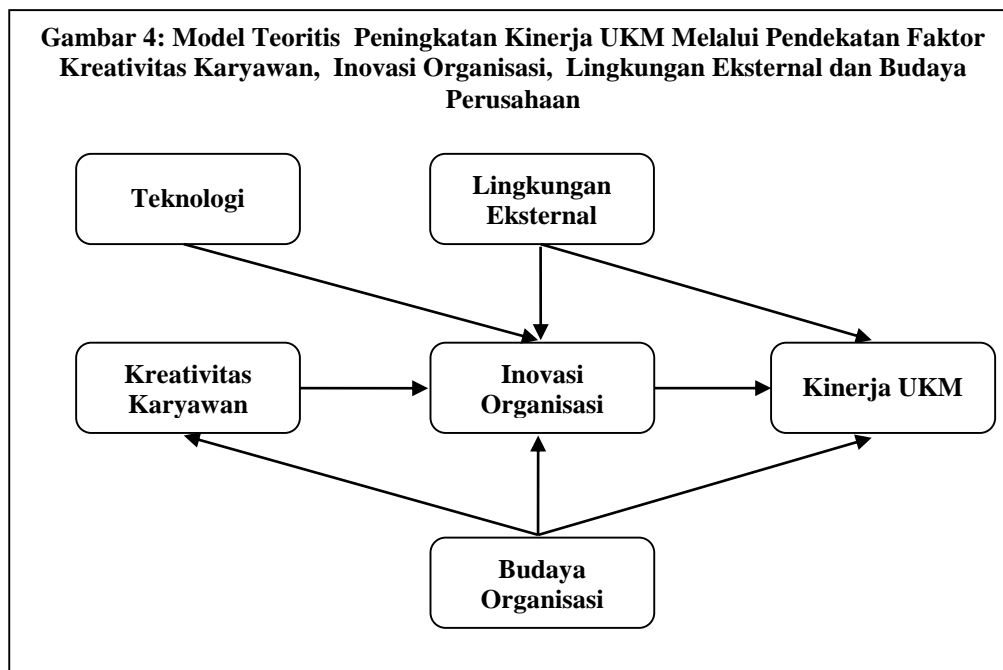 Gambar 4: Model Teoritis Peningkatan Kinerja UKM Melalui Pendekatan Faktor
Kreativitas Karyawan, Inovasi Organisasi, Lingkungan Eksternal dan Budaya
Perusahaan
Teknologi
Lingkungan
Eksternal
Kreativitas
Karyawan
Inovasi
Organisasi
Kinerja UKM
Budaya
Organisasi